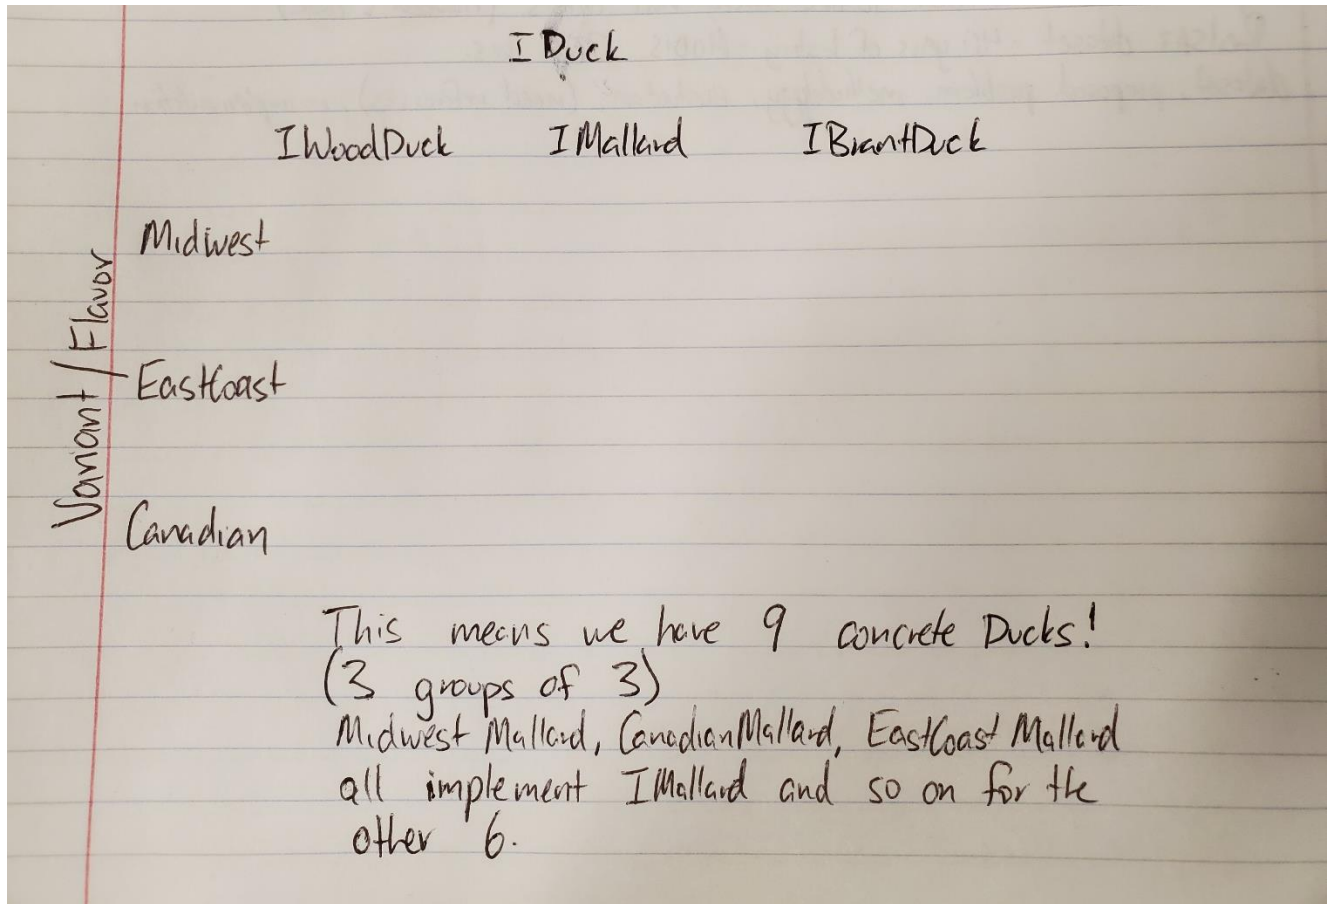 IDuck
IWoodDuck IMallard IBrantDuck
Variant / Flavor
Midwest
EastCoast
Canadian
This means we have 9 concrete Ducks!
(3 groups of 3)
Midwest Mallard, CanadianMallard, EastCoast Mallard
all implement IMallard and so on for the
other 6.